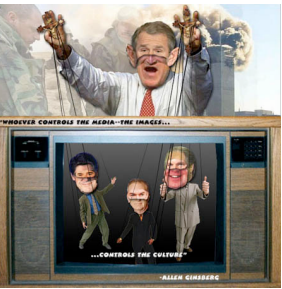 "WHOEVER CONTROLS THE MEDIA--THE IMAGES...
...CONTROLS THE CULTURE"
-ALLEN GINSBERG